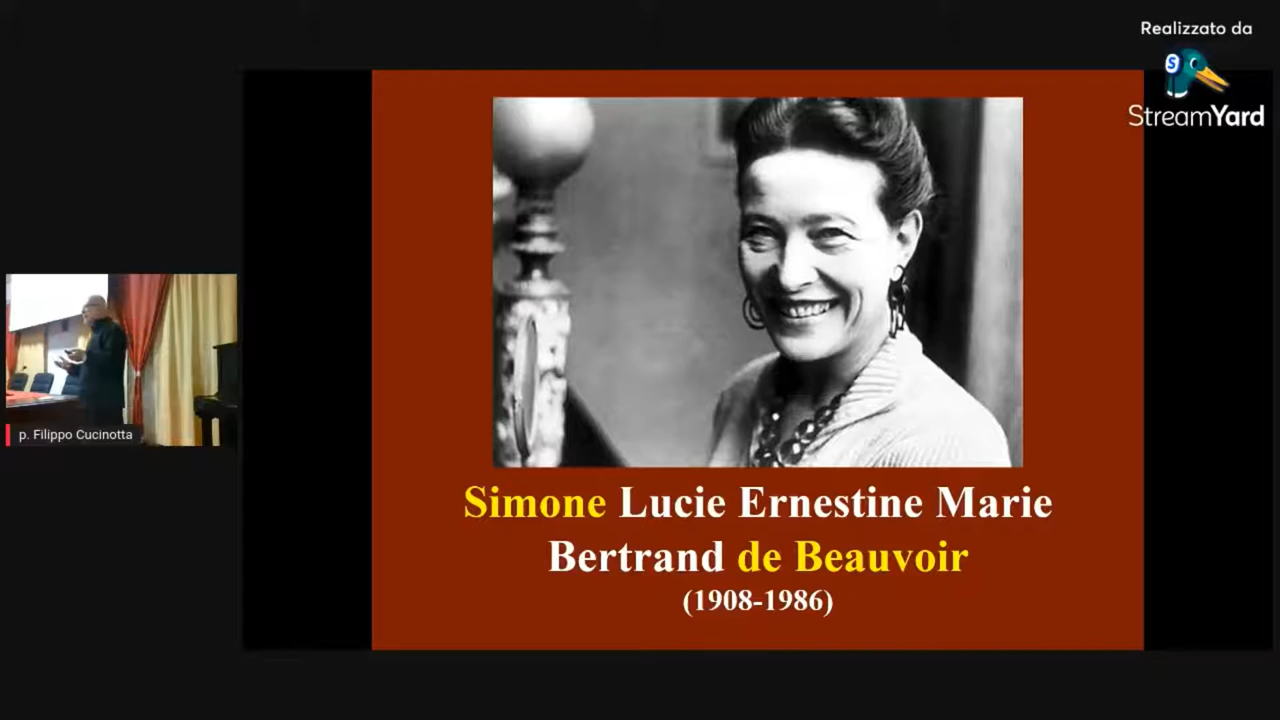 Realizzato da
StreamYard
p. Filippo Cucinotta
Simone Lucie Ernestine Marie
Bertrand de Beauvoir
(1908-1986)